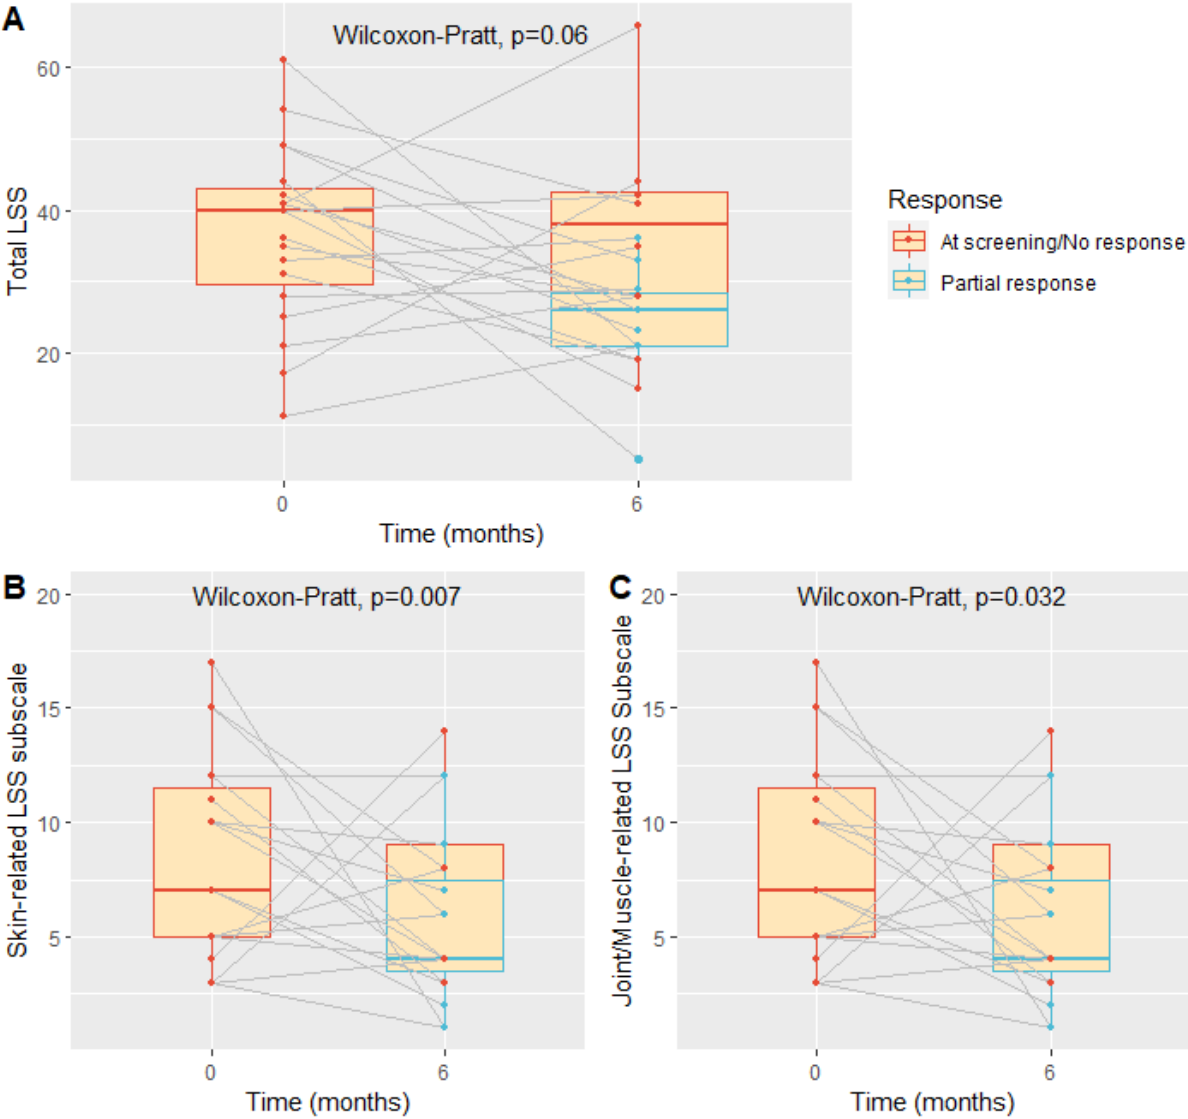 A
Wilcoxon-Pratt, p=0.06
60
40
20
Total LSS
0
6
Time (months)
Response
At screening/No response
Partial response
B
Wilcoxon-Pratt, p=0.007
20
15
10
5
Skin-related LSS subscale
0
6
Time (months)
C
Wilcoxon-Pratt, p=0.032
20
15
10
5
Joint/Muscle-related LSS Subscale
0
6
Time (months)